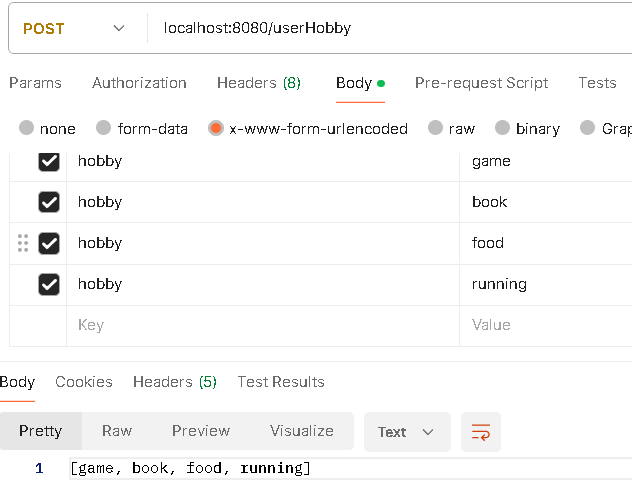 POST localhost:8080/userHobby
Params Authorization Headers (8) Body Pre-request Script Tests
none form-data x-www-form-urlencoded raw binary Grap
hobby game
hobby book
hobby food
hobby running
Key Value
Body Cookies Headers (5) Test Results
Pretty Raw Preview Visualize Text
1 [game, book, food, running]